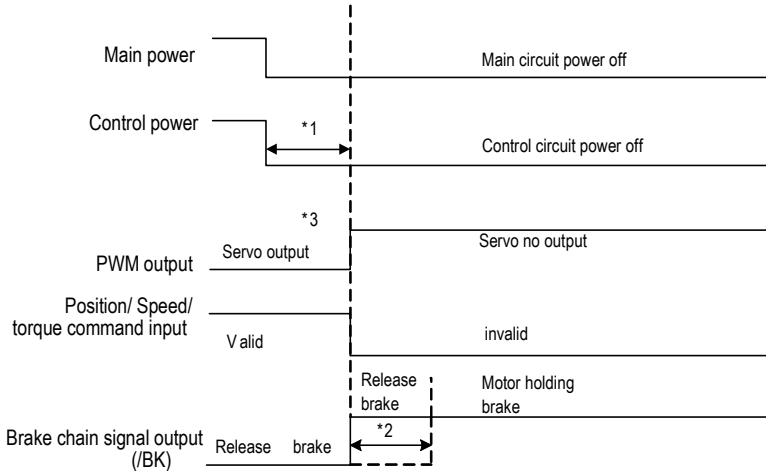 Main power
Main circuit power off
Control power
*1
Control circuit power off
*3
Servo output
Servo no output
PWM output
Position/ Speed/
torque command input
Valid
invalid
Release
brake
Motor holding
brake
*2
Brake chain signal output
(/BK)
Release brake